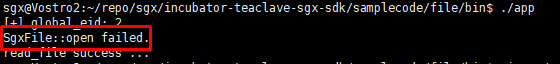 sgx@Vostro2:~/repo/sgx/incubator-teaclave-sgx-sdk/samplecode/file/bin$ ./app
[+] global_eid: 2
SgxFile::open failed.
read_file success ...